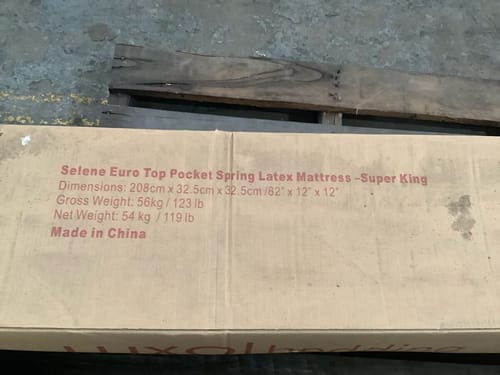 Selene Euro Top Pocket Spring Latex Mattress –Super King
Dimensions: 208cm x 32.5cm x 32.5cm /82" x 12" x 12"
Gross Weight: 56kg / 123 lb
Net Weight: 54 kg / 119 lb
Made in China